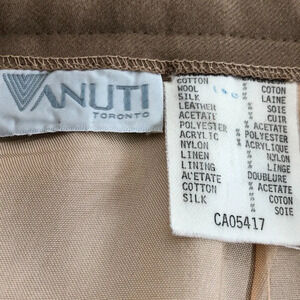 VANUTI
TORONTO
COTTON % COTON
WOOL 100 LAINE
SILK % SOIE
LEATHER % CUIR
ACETATE % ACETATE
POLYESTER % POLYESTER
ACRYLIC % ACRYLIQUE
NYLON % NYLON
LINEN % LINGE
LINING DOUBLURE
ACETATE % ACETATE
COTTON % COTON
SILK % SOIE
CA05417